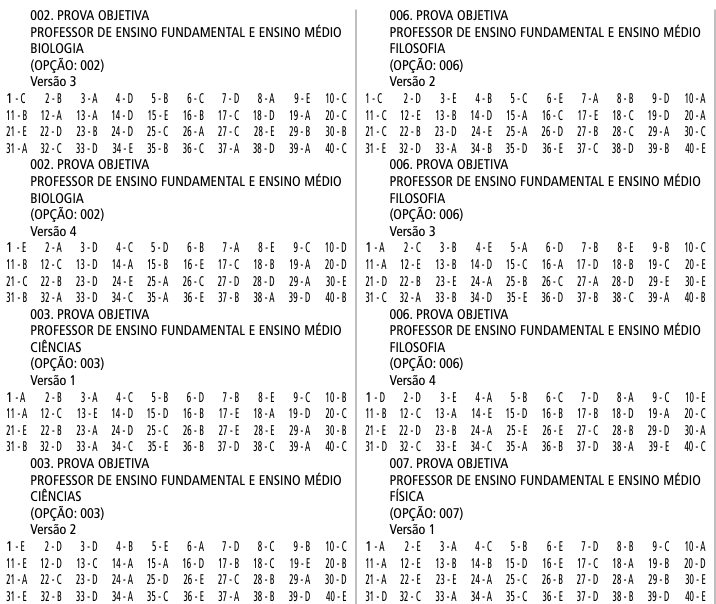 002. PROVA OBJETIVA
PROFESSOR DE ENSINO FUNDAMENTAL E ENSINO MÉDIO
BIOLOGIA
(OPÇÃO: 002)
Versão 3
1 - C 2 - B 3 - A 4 - D 5 - B 6 - C 7 - D 8 - A 9 - E 10 - C
11 - B 12 - A 13 - A 14 - D 15 - E 16 - B 17 - C 18 - D 19 - A 20 - C
21 - E 22 - D 23 - B 24 - D 25 - C 26 - A 27 - C 28 - E 29 - B 30 - B
31 - A 32 - C 33 - D 34 - E 35 - B 36 - C 37 - A 38 - D 39 - A 40 - C
002. PROVA OBJETIVA
PROFESSOR DE ENSINO FUNDAMENTAL E ENSINO MÉDIO
BIOLOGIA
(OPÇÃO: 002)
Versão 4
1 - E 2 - A 3 - D 4 - C 5 - D 6 - B 7 - A 8 - E 9 - C 10 - D
11 - B 12 - C 13 - D 14 - A 15 - B 16 - E 17 - C 18 - B 19 - A 20 - D
21 - C 22 - B 23 - D 24 - E 25 - A 26 - C 27 - D 28 - D 29 - A 30 - E
31 - B 32 - A 33 - D 34 - C 35 - A 36 - E 37 - B 38 - A 39 - D 40 - B
003. PROVA OBJETIVA
PROFESSOR DE ENSINO FUNDAMENTAL E ENSINO MÉDIO
CIÊNCIAS
(OPÇÃO: 003)
Versão 1
1 - A 2 - B 3 - A 4 - C 5 - B 6 - D 7 - B 8 - E 9 - C 10 - B
11 - A 12 - C 13 - E 14 - D 15 - D 16 - B 17 - E 18 - A 19 - D 20 - C
21 - E 22 - B 23 - A 24 - D 25 - C 26 - B 27 - E 28 - E 29 - A 30 - B
31 - B 32 - D 33 - A 34 - C 35 - E 36 - B 37 - D 38 - C 39 - A 40 - C
003. PROVA OBJETIVA
PROFESSOR DE ENSINO FUNDAMENTAL E ENSINO MÉDIO
CIÊNCIAS
(OPÇÃO: 003)
Versão 2
1 - E 2 - D 3 - D 4 - B 5 - E 6 - A 7 - D 8 - C 9 - B 10 - C
11 - E 12 - D 13 - C 14 - A 15 - A 16 - D 17 - B 18 - C 19 - E 20 - B
21 - A 22 - C 23 - D 24 - A 25 - D 26 - E 27 - C 28 - B 29 - A 30 - D
31 - E 32 - B 33 - D 34 - A 35 - C 36 - E 37 - C 38 - B 39 - D 40 - E
006. PROVA OBJETIVA
PROFESSOR DE ENSINO FUNDAMENTAL E ENSINO MÉDIO
FILOSOFIA
(OPÇÃO: 006)
Versão 2
1 - C 2 - D 3 - E 4 - B 5 - C 6 - E 7 - A 8 - B 9 - D 10 - A
11 - C 12 - E 13 - B 14 - D 15 - A 16 - C 17 - E 18 - C 19 - D 20 - A
21 - C 22 - B 23 - D 24 - E 25 - A 26 - D 27 - B 28 - C 29 - A 30 - C
31 - E 32 - D 33 - A 34 - B 35 - D 36 - E 37 - C 38 - D 39 - B 40 - E
006. PROVA OBJETIVA
PROFESSOR DE ENSINO FUNDAMENTAL E ENSINO MÉDIO
FILOSOFIA
(OPÇÃO: 006)
Versão 3
1 - A 2 - C 3 - B 4 - E 5 - A 6 - D 7 - B 8 - E 9 - B 10 - C
11 - A 12 - E 13 - B 14 - D 15 - C 16 - A 17 - D 18 - B 19 - C 20 - E
21 - D 22 - B 23 - E 24 - A 25 - B 26 - C 27 - A 28 - D 29 - E 30 - E
31 - C 32 - A 33 - B 34 - D 35 - E 36 - D 37 - B 38 - C 39 - A 40 - B
006. PROVA OBJETIVA
PROFESSOR DE ENSINO FUNDAMENTAL E ENSINO MÉDIO
FILOSOFIA
(OPÇÃO: 006)
Versão 4
1 - D 2 - D 3 - E 4 - A 5 - B 6 - C 7 - D 8 - A 9 - C 10 - E
11 - B 12 - C 13 - A 14 - E 15 - D 16 - B 17 - B 18 - D 19 - A 20 - C
21 - E 22 - D 23 - B 24 - A 25 - E 26 - E 27 - C 28 - B 29 - D 30 - A
31 - D 32 - C 33 - E 34 - C 35 - A 36 - D 37 - D 38 - A 39 - E 40 - C
007. PROVA OBJETIVA
PROFESSOR DE ENSINO FUNDAMENTAL E ENSINO MÉDIO
FÍSICA
(OPÇÃO: 007)
Versão 1
1 - A 2 - E 3 - A 4 - C 5 - B 6 - E 7 - D 8 - B 9 - C 10 - A
11 - A 12 - E 13 - B 14 - B 15 - D 16 - E 17 - C 18 - A 19 - B 20 - D
21 - A 22 - E 23 - E 24 - A 25 - C 26 - B 27 - D 28 - A 29 - B 30 - E
31 - D 32 - C 33 - A 34 - A 35 - C 36 - E 37 - D 38 - B 39 - D 40 - E